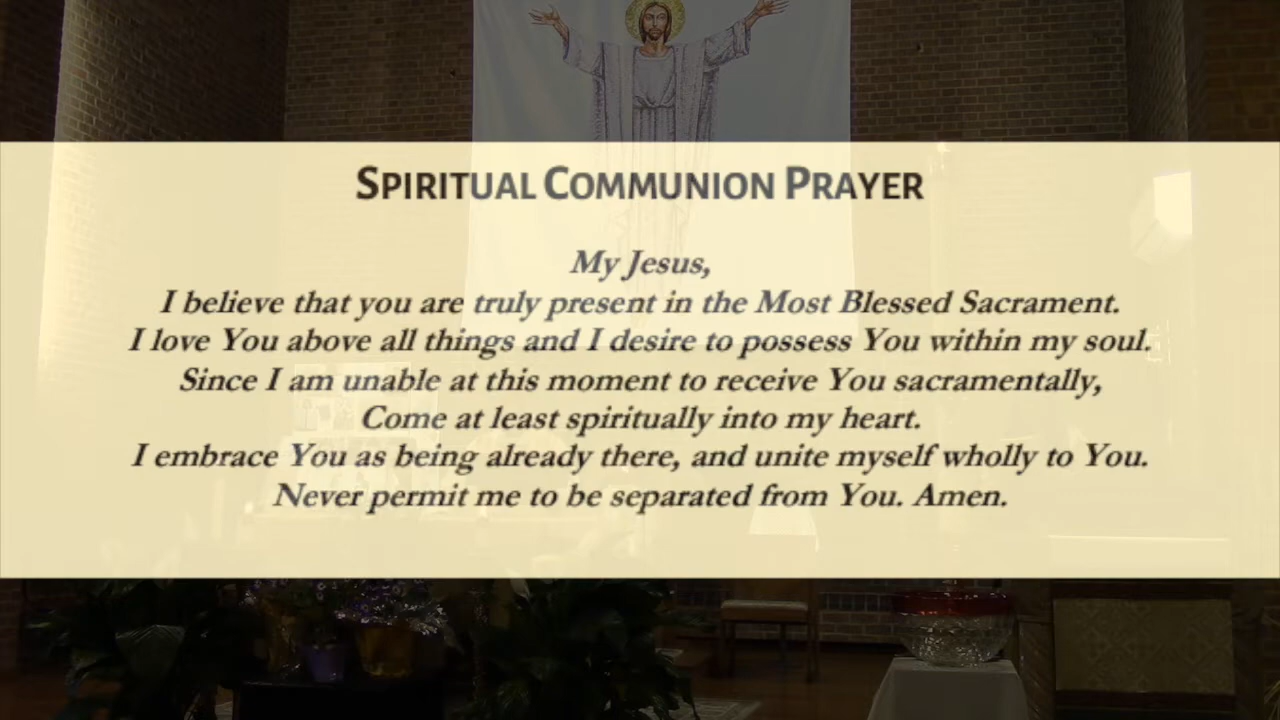 SPIRITUAL COMMUNION PRAYER
My Jesus,
I believe that you are truly present in the Most Blessed Sacrament.
I love You above all things and I desire to possess You within my soul.
Since I am unable at this moment to receive You sacramentally,
Come at least spiritually into my heart.
I embrace You as being already there, and unite myself wholly to You.
Never permit me to be separated from You. Amen.